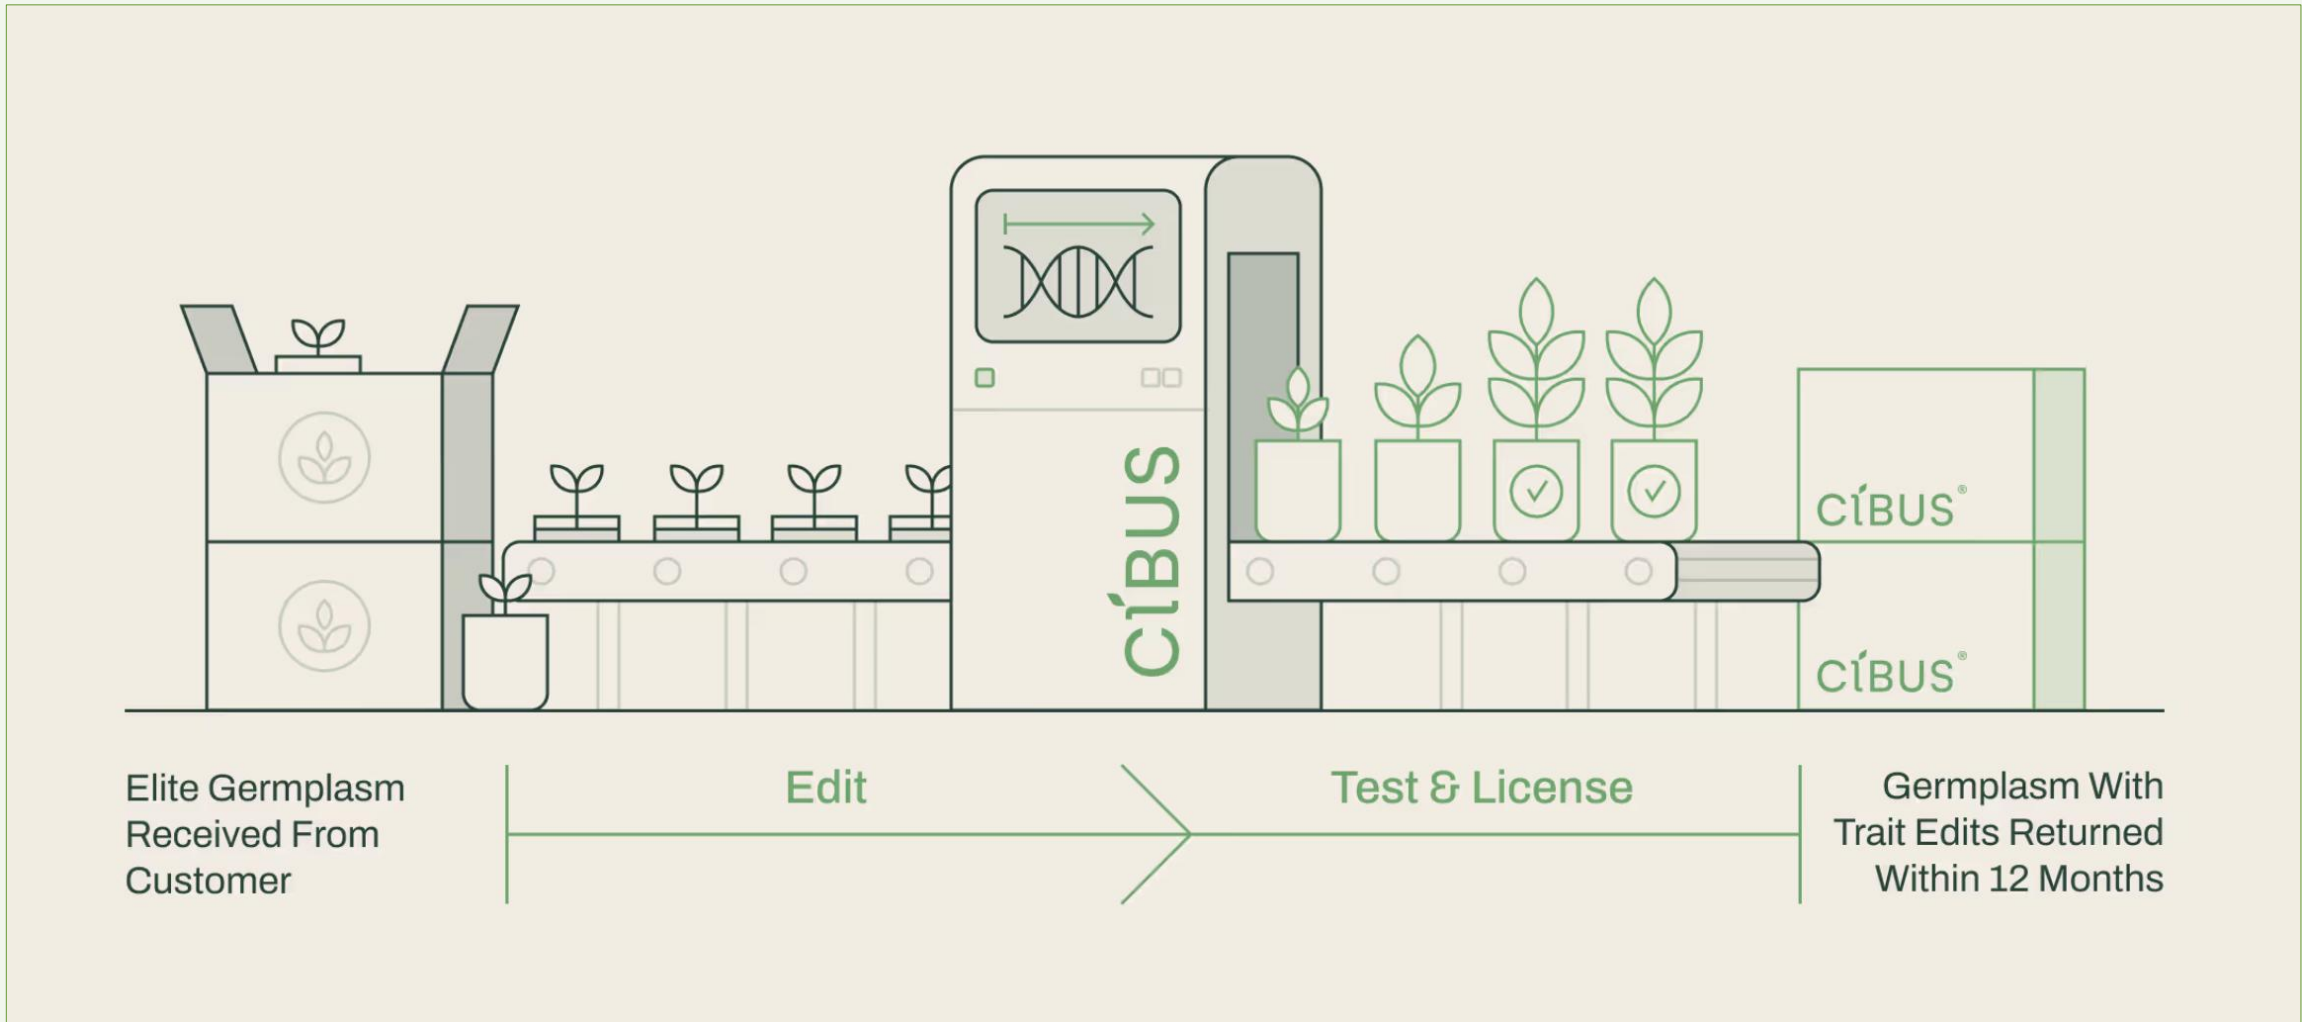 CIBUS
CIBUS®
CIBUS®
Elite Germplasm
Received From
Customer
Edit
Test & License
Germplasm With
Trait Edits Returned
Within 12 Months